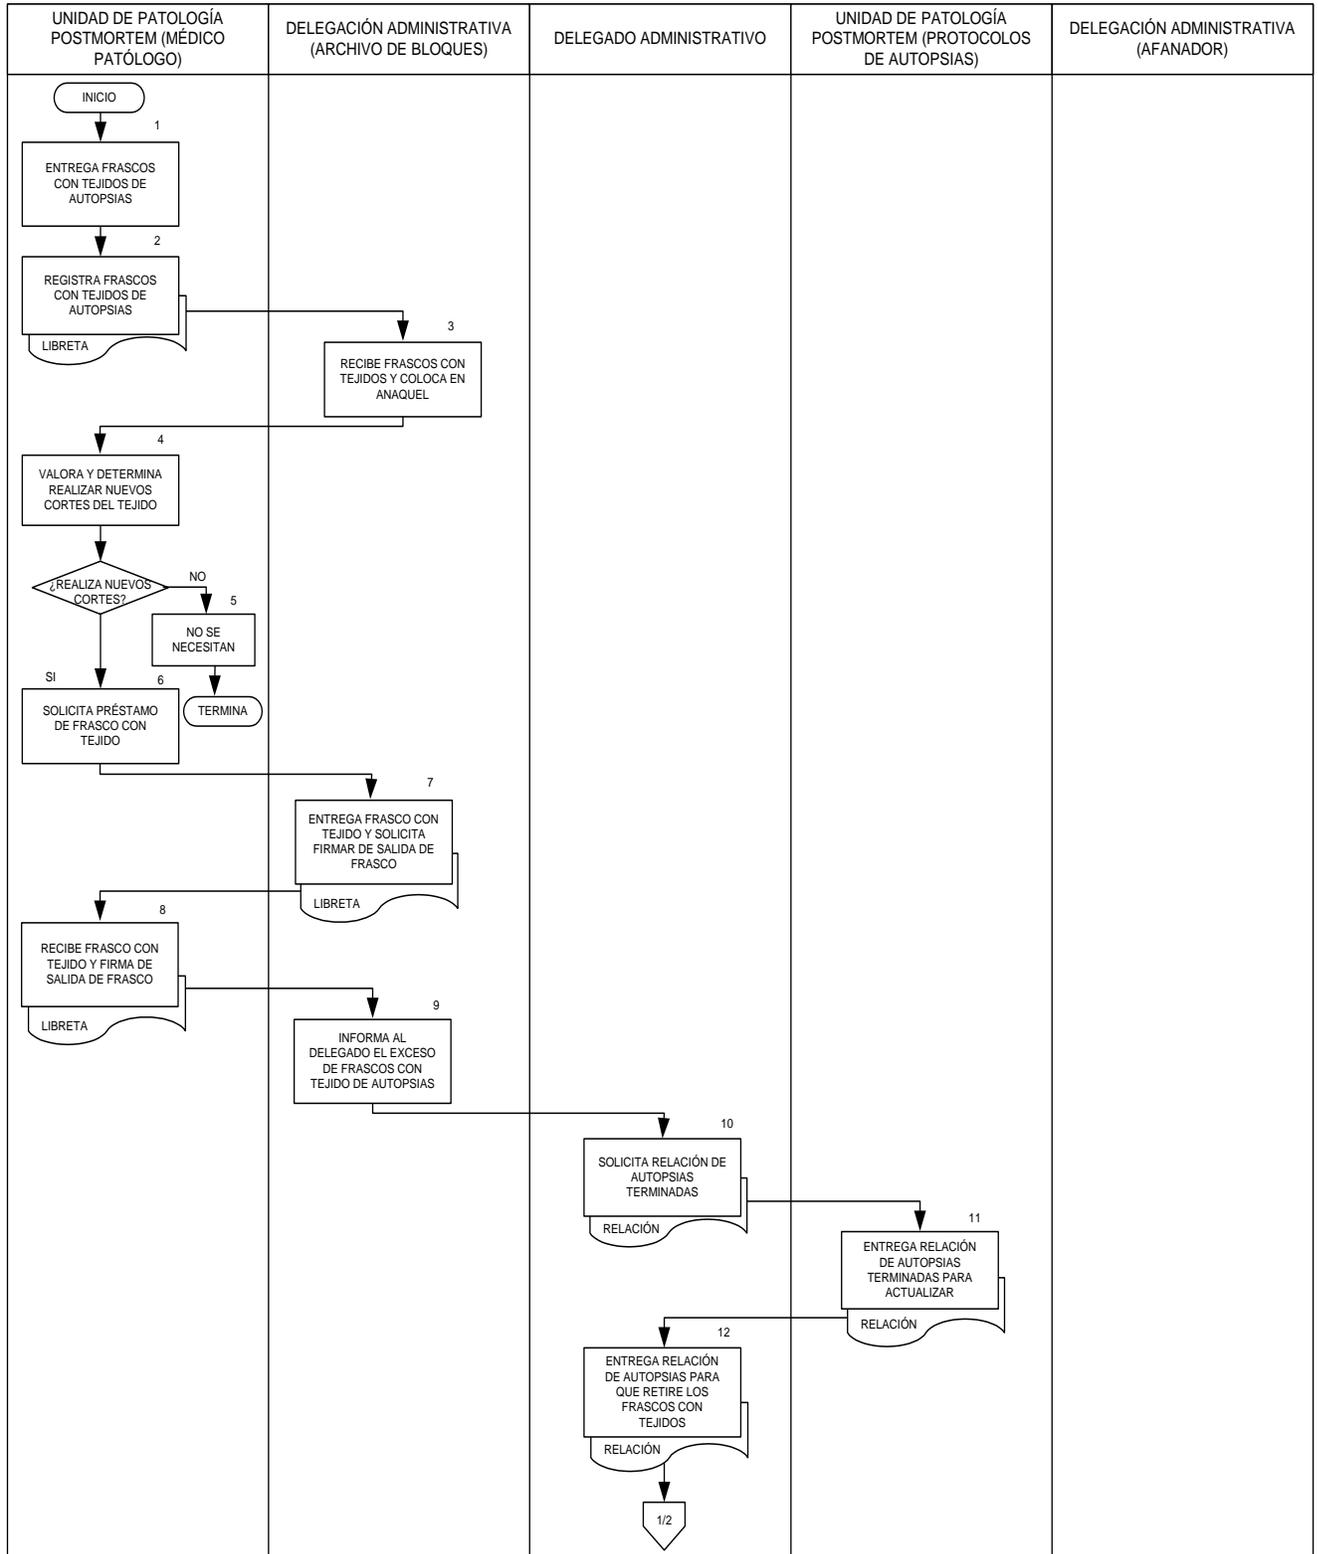 UNIDAD DE PATOLOGÍA
POSTMORTEM (MÉDICO
PATÓLOGO)
DELEGACIÓN ADMINISTRATIVA
(ARCHIVO DE BLOQUES)
DELEGADO ADMINISTRATIVO
UNIDAD DE PATOLOGÍA
POSTMORTEM (PROTOCOLOS
DE AUTOPSIAS)
DELEGACIÓN ADMINISTRATIVA
(AFANADOR)
INICIO
1
ENTREGA FRASCOS
CON TEJIDOS DE
AUTOPSIAS
2
REGISTRA FRASCOS
CON TEJIDOS DE
AUTOPSIAS
LIBRETA
3
RECIBE FRASCOS CON
TEJIDOS Y COLOCA EN
ANAQUEL
4
VALORA Y DETERMINA
REALIZAR NUEVOS
CORTES DEL TEJIDO
¿REALIZA NUEVOS
CORTES?
NO
5
NO SE
NECESITAN
TERMINA
SI
6
SOLICITA PRÉSTAMO
DE FRASCO CON
TEJIDO
7
ENTREGA FRASCO CON
TEJIDO Y SOLICITA
FIRMAR DE SALIDA DE
FRASCO
LIBRETA
8
RECIBE FRASCO CON
TEJIDO Y FIRMA DE
SALIDA DE FRASCO
LIBRETA
9
INFORMA AL
DELEGADO EL EXCESO
DE FRASCOS CON
TEJIDO DE AUTOPSIAS
10
SOLICITA RELACIÓN DE
AUTOPSIAS
TERMINADAS
RELACIÓN
11
ENTREGA RELACIÓN
DE AUTOPSIAS
TERMINADAS PARA
ACTUALIZAR
RELACIÓN
12
ENTREGA RELACIÓN
DE AUTOPSIAS PARA
QUE RETIRE LOS
FRASCOS CON
TEJIDOS
RELACIÓN
1/2